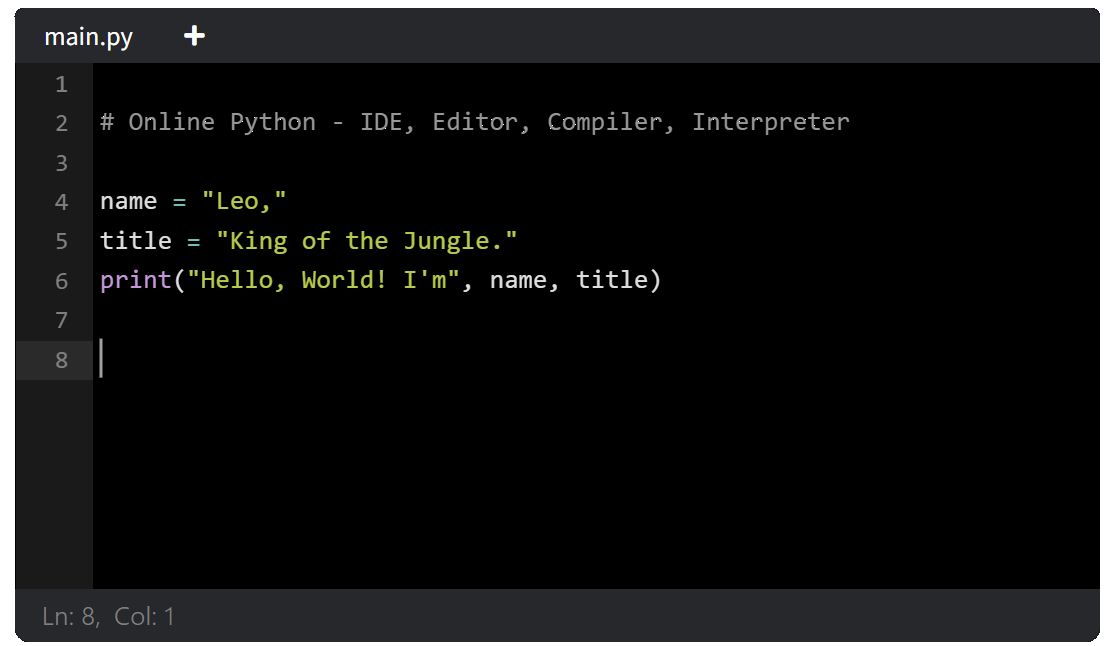 main.py +
1
2 # Online Python - IDE, Editor, Compiler, Interpreter
3
4 name = "Leo,"
5 title = "King of the Jungle."
6 print("Hello, World! I'm", name, title)
7
8
Ln: 8, Col: 1